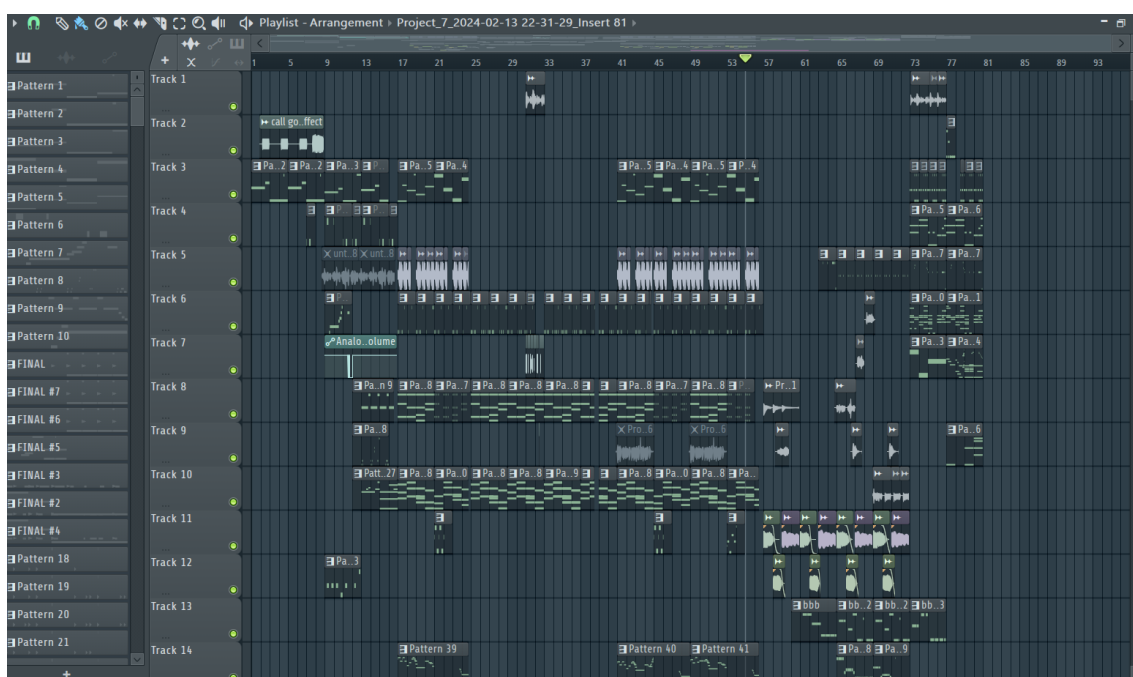 Playlist - Arrangement ▸ Project_7_2024-02-13 22-31-29_Insert 81 ▸
1 5 9 13 17 21 25 29 33 37 41 45 49 53 57 61 65 69 73 77 81 85 89 93
Pattern 1
Pattern 2
Pattern 3
Pattern 4
Pattern 5
Pattern 6
Pattern 7
Pattern 8
Pattern 9
Pattern 10
FINAL
FINAL #7
FINAL #6
FINAL #5
FINAL #3
FINAL #2
FINAL #4
Pattern 18
Pattern 19
Pattern 20
Pattern 21
Track 1
Track 2
call go..ffect
Track 3
Pa..2 Pa..2 Pa..3 P.. Pa..5 Pa..4 Pa..5 Pa..4 Pa..5 P..4
Track 4
P.. P.. Pa..5 Pa..6
Track 5
unt..8 unt..8 Pa..7 Pa..7
Track 6
P.. Pa..0 Pa..1
Track 7
Analo..olume Pa..3 Pa..4
Track 8
Pa..n 9 Pa..8 Pa..7 Pa..8 Pa..8 Pa..8 Pa..8 Pa..7 Pa..8 P Pr..1
Track 9
Pa..8 Pro..6 Pro..6 Pa..6
Track 10
Patt..27 Pa..8 Pa..0 Pa..8 Pa..8 Pa..9 Pa..8 Pa..0 Pa..8 Pa..
Track 11
Track 12
Pa..3
Track 13
bbb bb..2 bb..2 bb..3
Track 14
Pattern 39 Pattern 40 Pattern 41 Pa..8 Pa..9